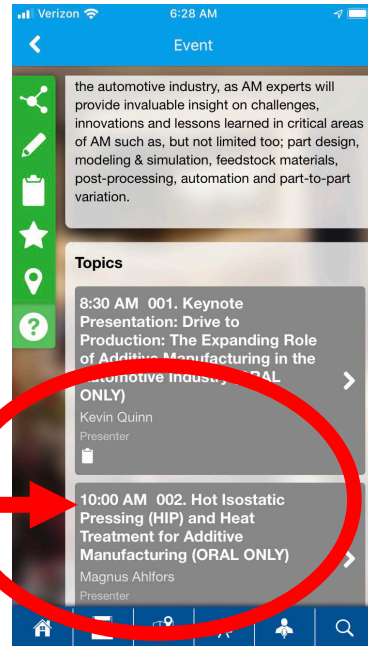 Verizon 6:28 AM
Event
the automotive industry, as AM experts will
provide invaluable insight on challenges,
innovations and lessons learned in critical areas
of AM such as, but not limited too; part design,
modeling & simulation, feedstock materials,
post-processing, automation and part-to-part
variation.
Topics
8:30 AM 001. Keynote
Presentation: Drive to
Production: The Expanding Role
of Additive Manufacturing in the
Automotive Industry (ORAL
ONLY)
Kevin Quinn
Presenter
10:00 AM 002. Hot Isostatic
Pressing (HIP) and Heat
Treatment for Additive
Manufacturing (ORAL ONLY)
Magnus Ahlfors
Presenter